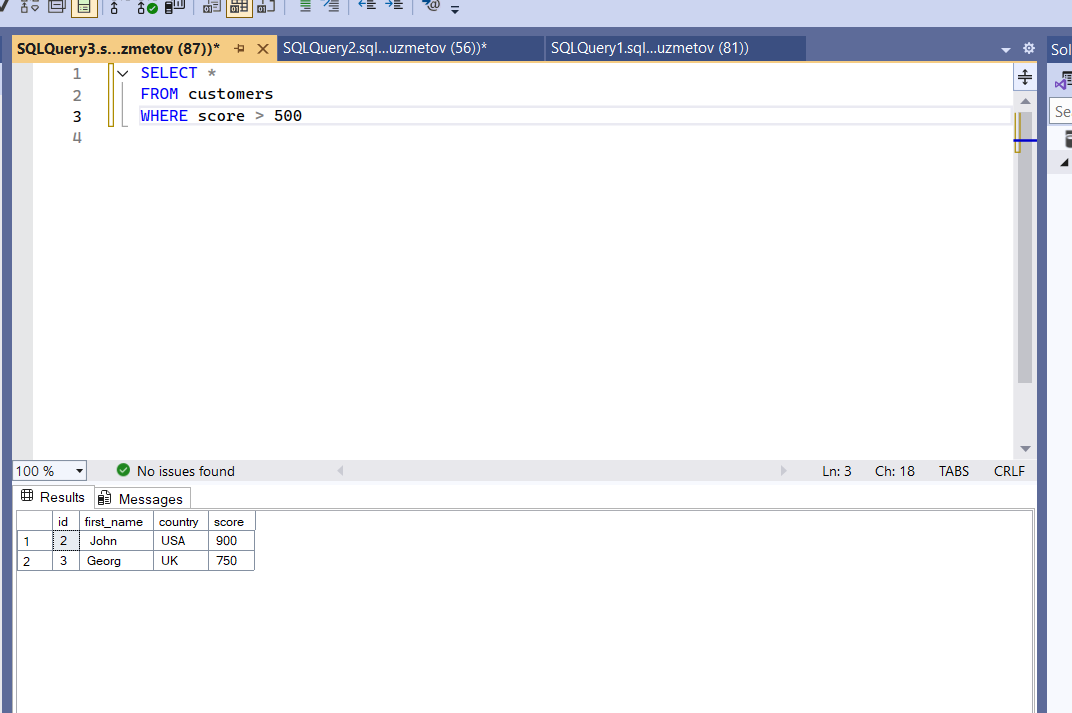 SQLQuery3.s...zmetov (87))* SQLQuery2.sql...uzmetov (56))* SQLQuery1.sql...uzmetov (81)) Sol
1 SELECT *
2 FROM customers
3 WHERE score > 500
4
Se
100 % No issues found Ln: 3 Ch: 18 TABS CRLF
Results Messages
id first_name country score
1 2 John USA 900
2 3 Georg UK 750